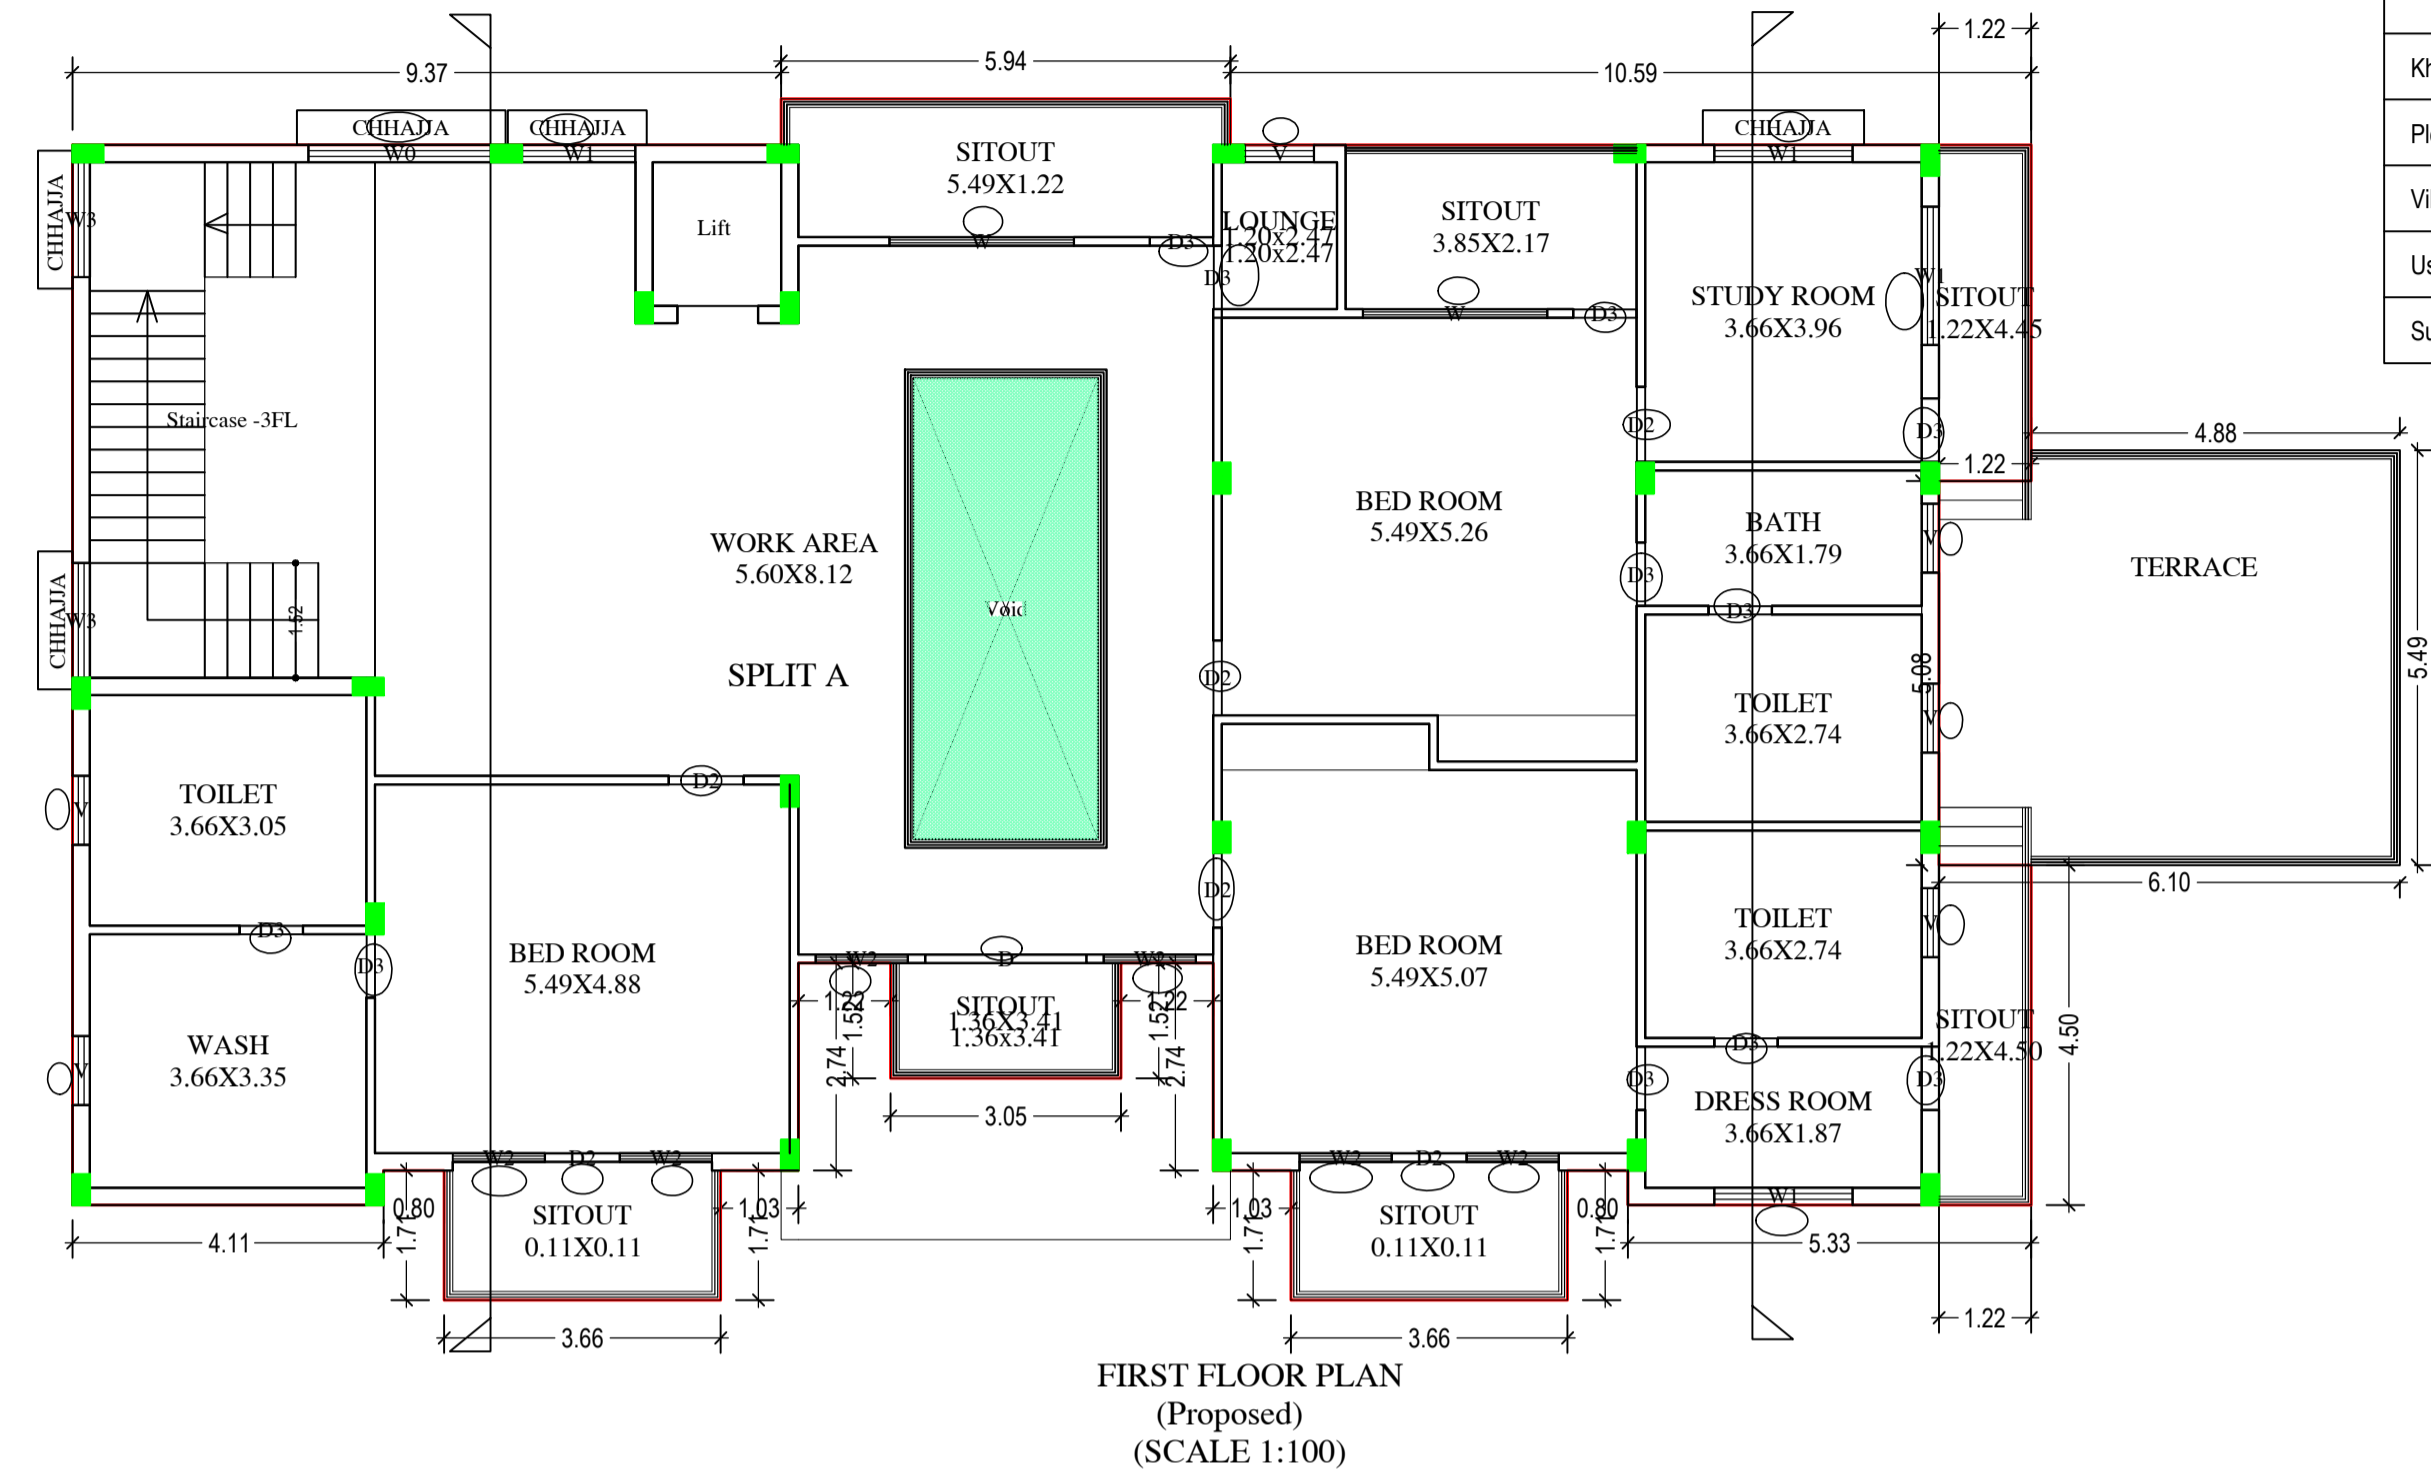 1.22
5.94
9.37
10.59
CHHAJJA
CHHAJJA
CHHAJJA
W0
W1
V
W1
SITOUT
5.49X1.22
CHHAJJA
W3
Lift
LOUNGE
1.20x2.47
1.20x2.47
SITOUT
3.85X2.17
W
D3
D3
W
D3
STUDY ROOM
3.66X3.96
W1
SITOUT
1.22X4.45
Staircase -3FL
D2
D3
4.88
1.22
BED ROOM
5.49X5.26
BATH
3.66X1.79
V
WORK AREA
5.60X8.12
TERRACE
D3
D3
Void
CHHAJJA
W3
1.52
SPLIT A
D2
TOILET
3.66X2.74
5.08
V
5.49
D2
TOILET
3.66X3.05
V
D2
6.10
TOILET
3.66X2.74
V
D3
D3
BED ROOM
5.49X4.88
W2
D
W2
BED ROOM
5.49X5.07
1.22
1.22
1.52
1.52
2.74
2.74
SITOUT
1.36X3.41
1.36x3.41
SITOUT
1.22X4.50
4.50
D3
WASH
3.66X3.35
V
D3
D3
DRESS ROOM
3.66X1.87
3.05
W2
D2
W2
W2
D2
W2
W1
0.80
1.03
1.03
0.80
1.71
1.71
1.71
1.71
SITOUT
0.11X0.11
SITOUT
0.11X0.11
4.11
5.33
3.66
3.66
1.22
FIRST FLOOR PLAN
(Proposed)
(SCALE 1:100)